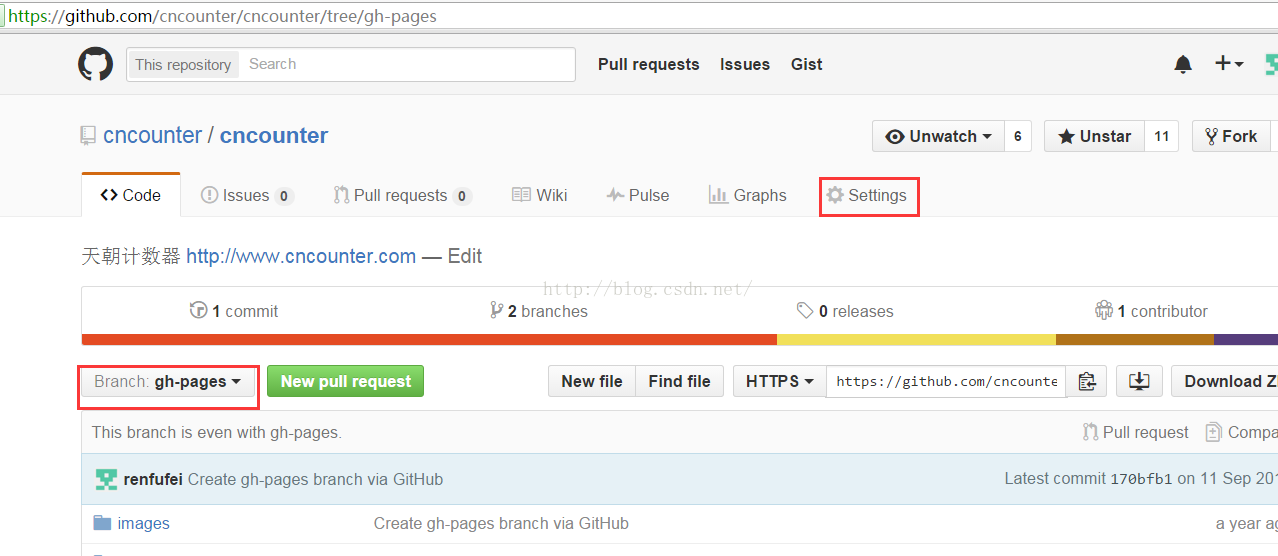 https://github.com/cncounter/cncounter/tree/gh-pages
This repository Search Pull requests Issues Gist
cncounter / cncounter Unwatch 6 Unstar 11 Fork
Code Issues 0 Pull requests 0 Wiki Pulse Graphs Settings
天朝计数器 http://www.cncounter.com — Edit
http://blog.csdn.net/
1 commit 2 branches 0 releases 1 contributor
Branch: gh-pages New pull request New file Find file HTTPS https://github.com/cncounte Download
This branch is even with gh-pages. Pull request
renfufei Create gh-pages branch via GitHub Latest commit 170bfb1 on 11 Sep
images Create gh-pages branch via GitHub a year